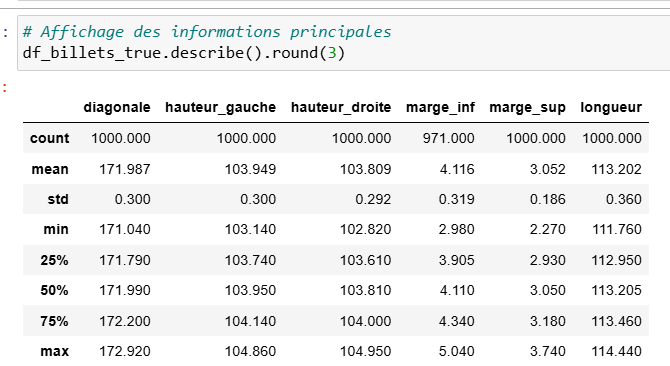 : # Affichage des informations principales
df_billets_true.describe().round(3)
:
diagonale hauteur_gauche hauteur_droite marge_inf marge_sup longueur
count 1000.000 1000.000 1000.000 971.000 1000.000 1000.000
mean 171.987 103.949 103.809 4.116 3.052 113.202
std 0.300 0.300 0.292 0.319 0.186 0.360
min 171.040 103.140 102.820 2.980 2.270 111.760
25% 171.790 103.740 103.610 3.905 2.930 112.950
50% 171.990 103.950 103.810 4.110 3.050 113.205
75% 172.200 104.140 104.000 4.340 3.180 113.460
max 172.920 104.860 104.950 5.040 3.740 114.440